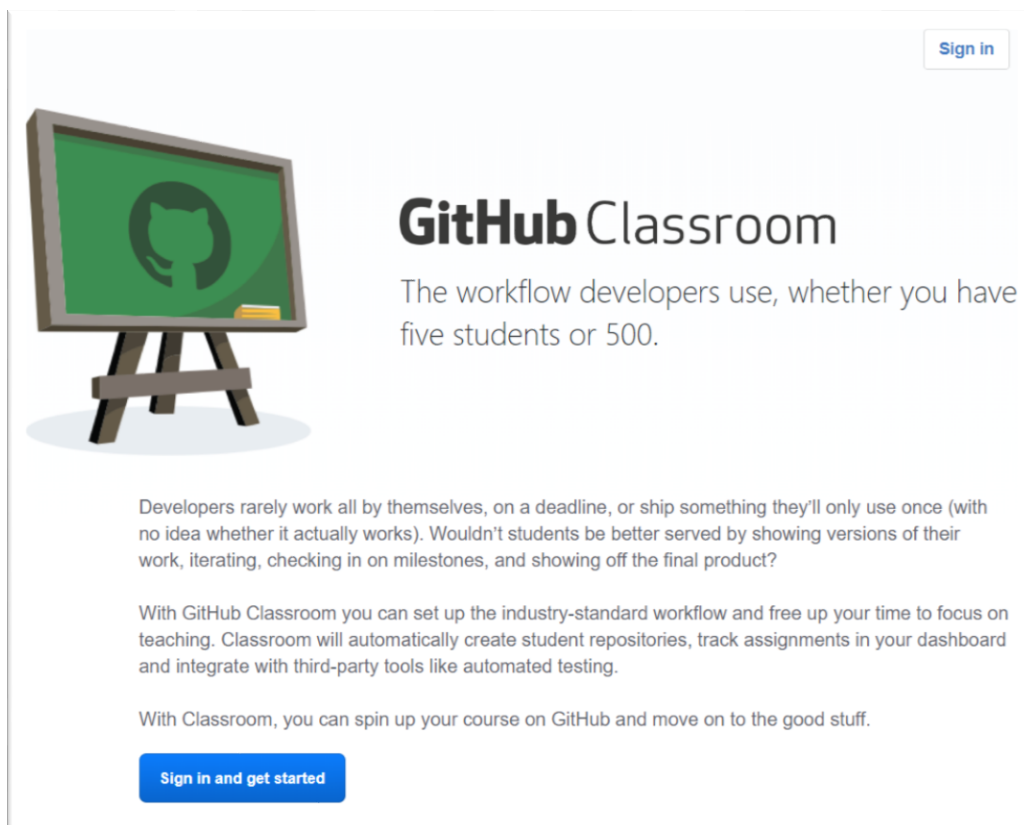 Sign in
GitHub Classroom
The workflow developers use, whether you have
five students or 500.
Developers rarely work all by themselves, on a deadline, or ship something they’ll only use once (with
no idea whether it actually works). Wouldn’t students be better served by showing versions of their
work, iterating, checking in on milestones, and showing off the final product?
With GitHub Classroom you can set up the industry-standard workflow and free up your time to focus on
teaching. Classroom will automatically create student repositories, track assignments in your dashboard
and integrate with third-party tools like automated testing.
With Classroom, you can spin up your course on GitHub and move on to the good stuff.
Sign in and get started